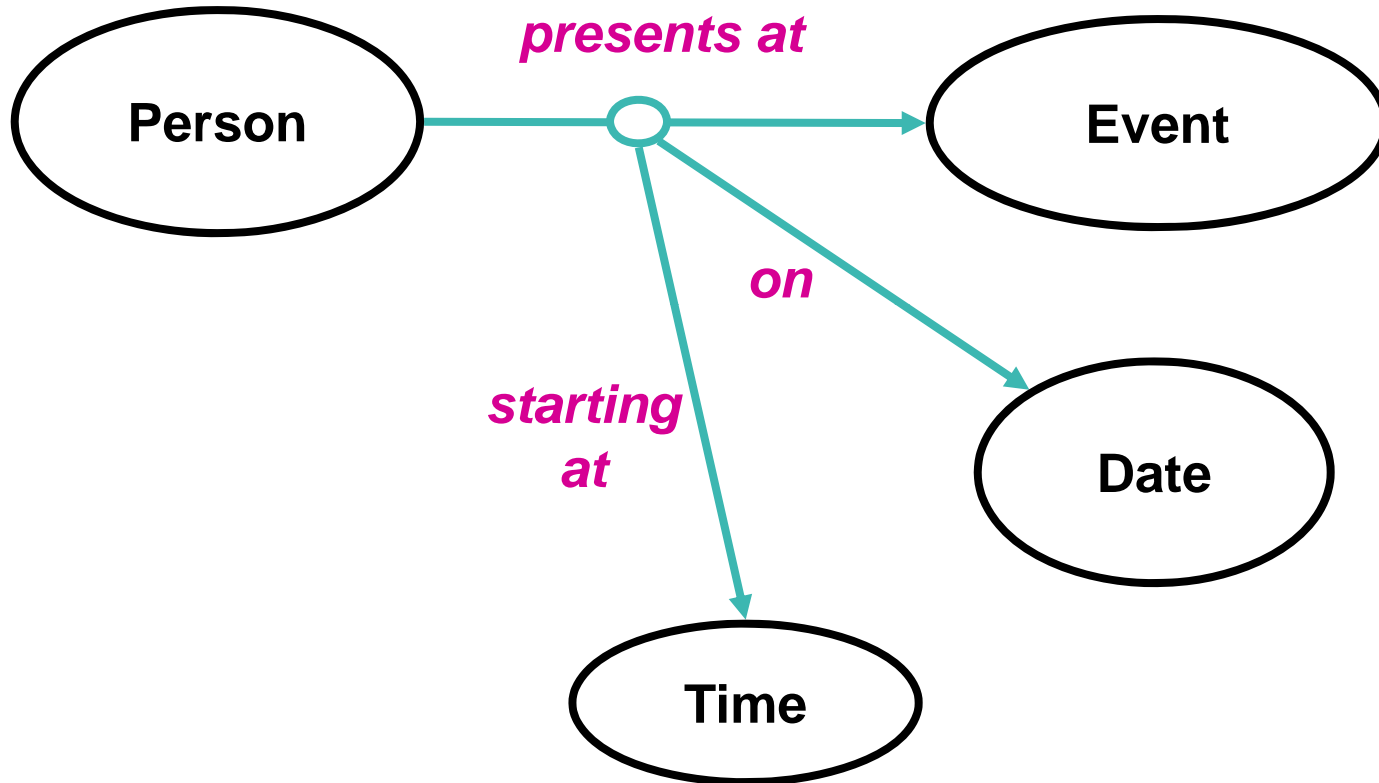 presents at
Person
Event
on
starting
at
Date
Time